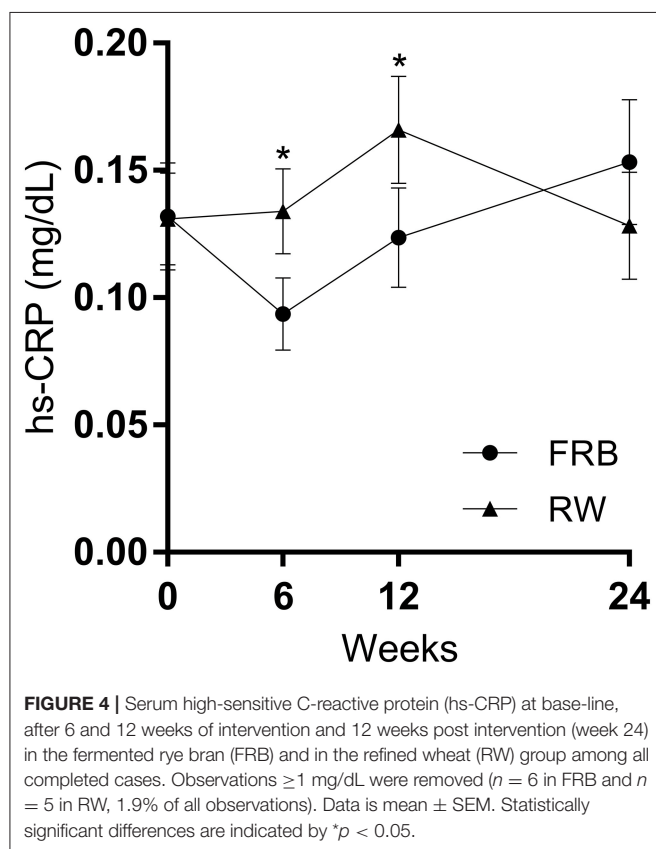 0.20
0.15
0.10
0.05
0.00
hs-CRP (mg/dL)
*
*
FRB
RW
0 6 12 24
Weeks
FIGURE 4 | Serum high-sensitive C-reactive protein (hs-CRP) at base-line,
after 6 and 12 weeks of intervention and 12 weeks post intervention (week 24)
in the fermented rye bran (FRB) and in the refined wheat (RW) group among all
completed cases. Observations ≥1 mg/dL were removed (n = 6 in FRB and n
= 5 in RW, 1.9% of all observations). Data is mean ± SEM. Statistically
significant differences are indicated by *p < 0.05.